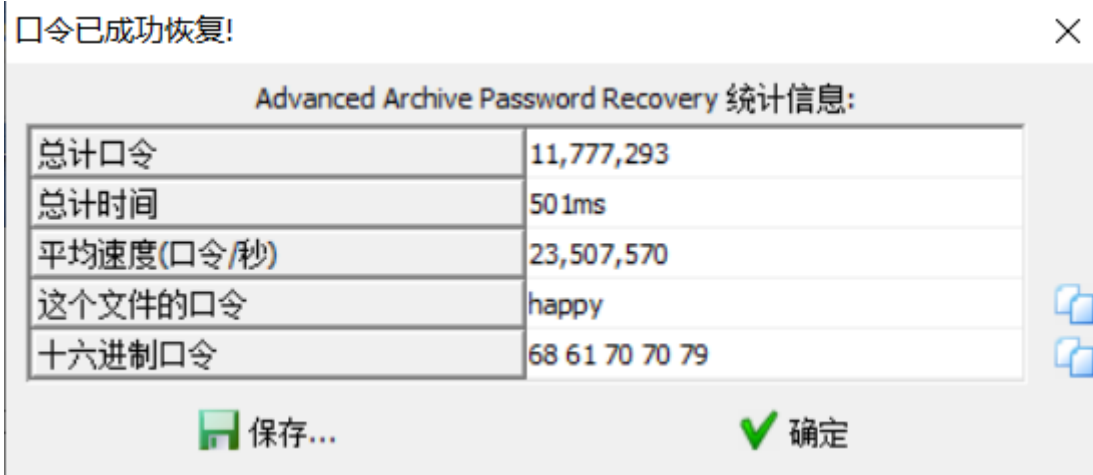 口令已成功恢复!
Advanced Archive Password Recovery 统计信息:
总计口令 11,777,293
总计时间 501ms
平均速度(口令/秒) 23,507,570
这个文件的口令 happy
十六进制口令 68 61 70 70 79
保存... 确定